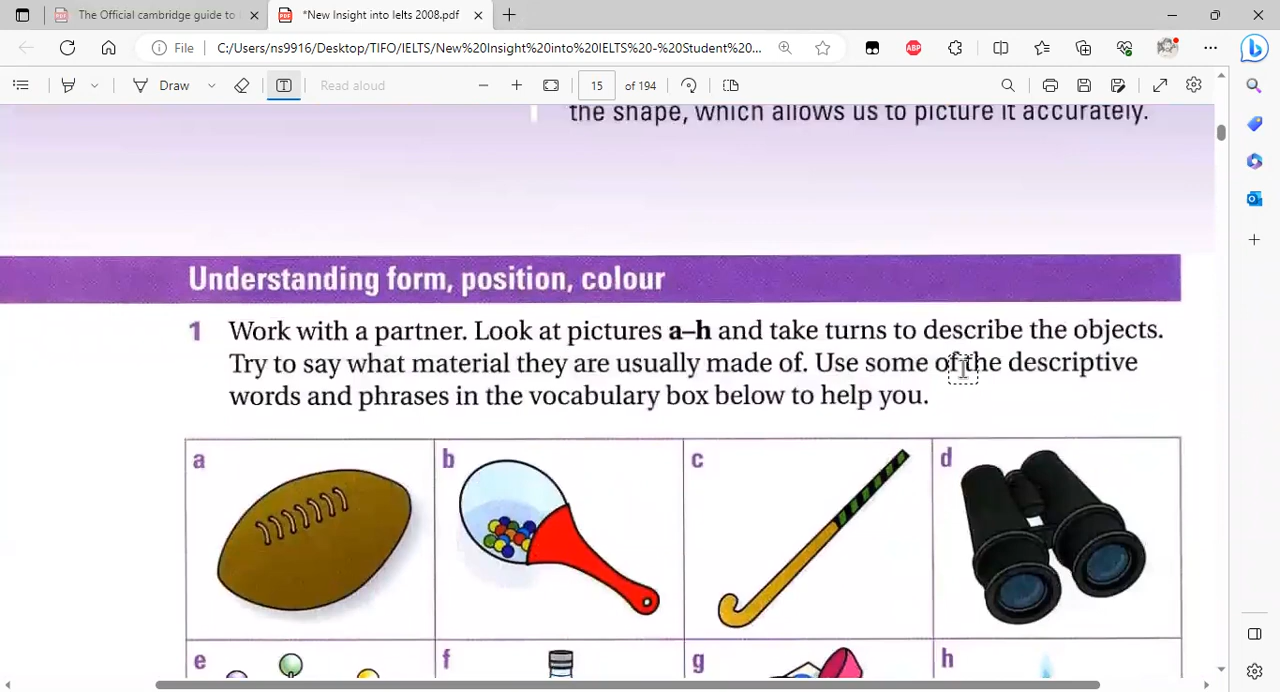 The Official cambridge guide to
*New Insight into Ielts 2008.pdf
File
C:/Users/ns9916/Desktop/TIFO/IELTS/New%20Insight%20into%20IELTS%20-%20Student%20...
ABP
Draw
Read aloud
15
of 194
the shape, which allows us to picture it accurately.
Understanding form, position, colour
1 Work with a partner. Look at pictures a–h and take turns to describe the objects.
Try to say what material they are usually made of. Use some of the descriptive
words and phrases in the vocabulary box below to help you.
a b c d
e f g h